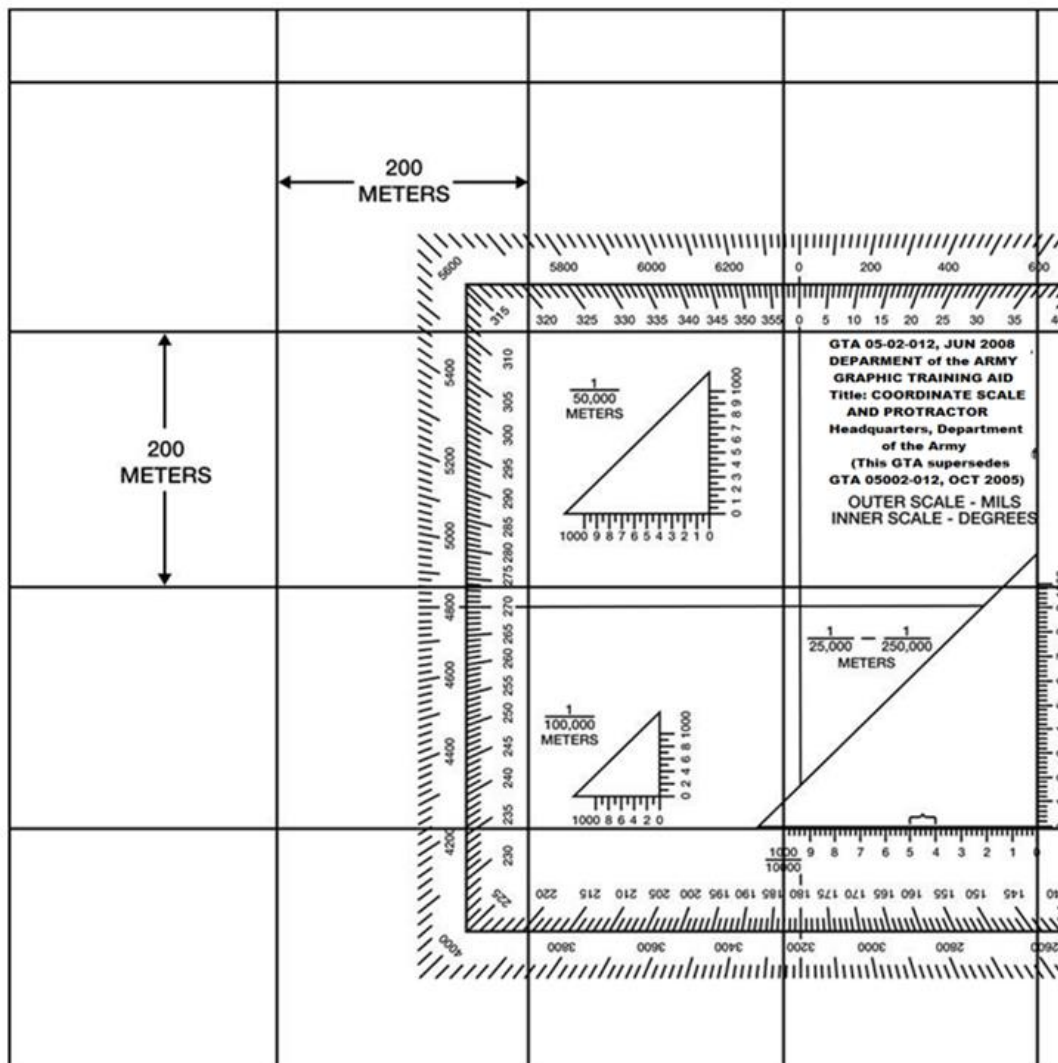 200
METERS
5600
5800 6000 6200 0 200 400 600
315 320 325 330 335 340 345 350 355 0 5 10 15 20 25 30 35 4
GTA 05-02-012, JUN 2008
DEPARMENT of the ARMY
GRAPHIC TRAINING AID
Title: COORDINATE SCALE
AND PROTRACTOR
Headquarters, Department
of the Army
(This GTA supersedes
GTA 05002-012, OCT 2005)
OUTER SCALE - MILS
INNER SCALE - DEGREES
200
METERS
5400
5200
5000
4800
4600
4400
4200
4000
310
305
300
295
290
285
280
275
270
265
260
255
250
245
240
235
230
225
1
50,000
METERS
1000
9
8
7
6
5
4
3
2
1
0
1000 9 8 7 6 5 4 3 2 1 0
1 — 1
25,000 250,000
METERS
1
100,000
METERS
1000
8
6
4
2
0
1000 8 6 4 2 0
1000 9 8 7 6 5 4 3 2 1 0
10000
220 215 210 205 200 195 190 185 180 175 170 165 160 155 150 145 140
3800 3600 3400 3200 3000 2800 2600